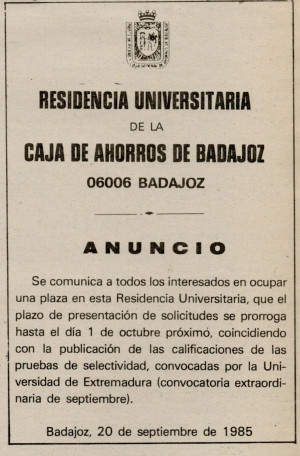 RESIDENCIA UNIVERSITARIA
DE LA
CAJA DE AHORROS DE BADAJOZ
06006 BADAJOZ
ANUNCIO
Se comunica a todos los interesados en ocupar
una plaza en esta Residencia Universitaria, que el
plazo de presentación de solicitudes se prorroga
hasta el día 1 de octubre próximo, coincidiendo
con la publicación de las calificaciones de las
pruebas de selectividad, convocadas por la Uni-
versidad de Extremadura (convocatoria extraordi-
naria de septiembre).
Badajoz, 20 de septiembre de 1985